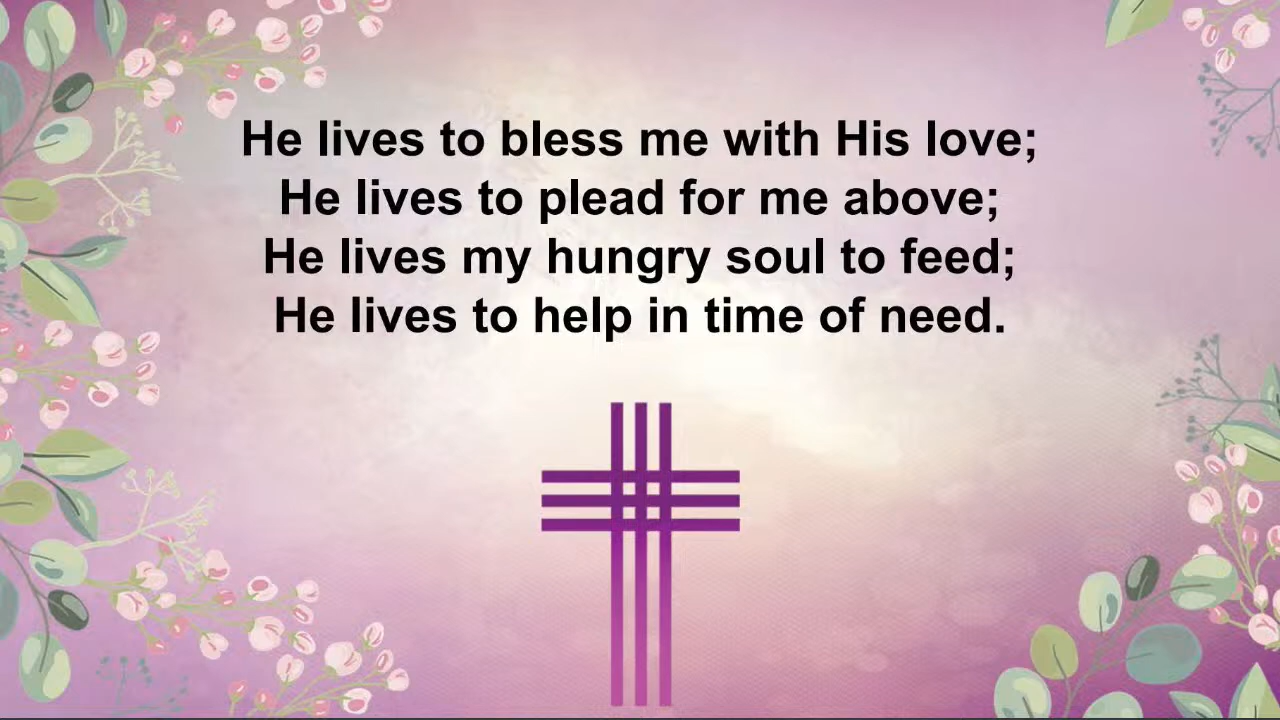 He lives to bless me with His love;
He lives to plead for me above;
He lives my hungry soul to feed;
He lives to help in time of need.